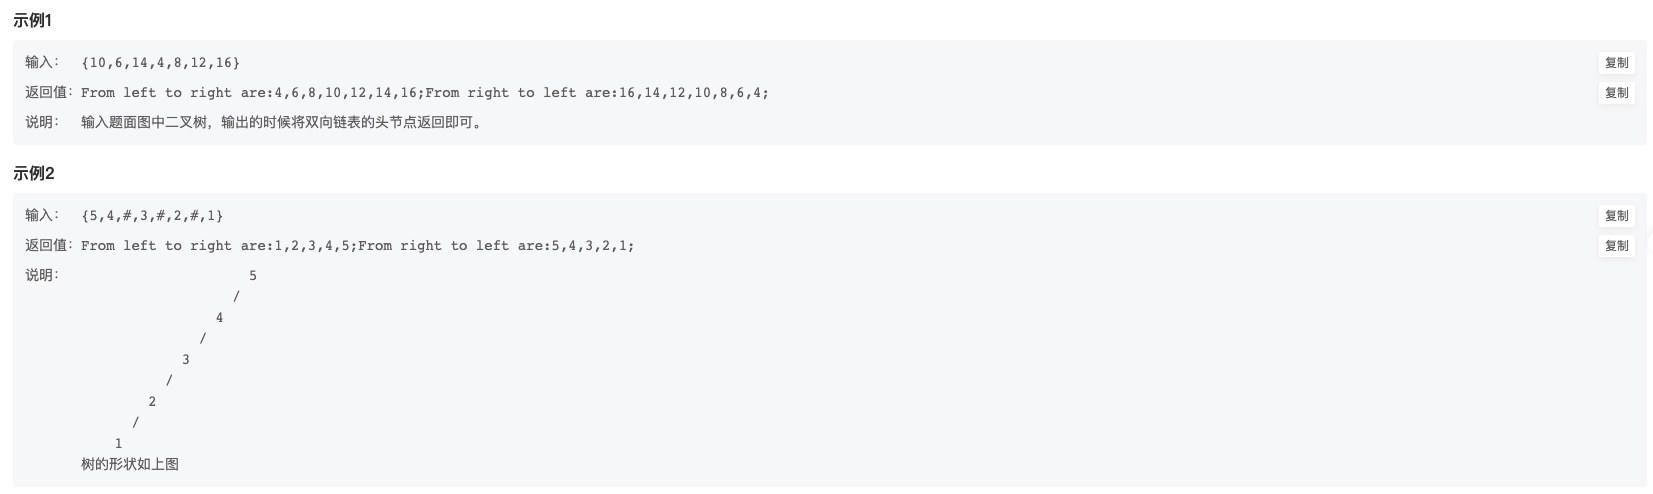 示例1
输入： {10,6,14,4,8,12,16} 复制
返回值：From left to right are:4,6,8,10,12,14,16;From right to left are:16,14,12,10,8,6,4; 复制
说明： 输入题面图中二叉树，输出的时候将双向链表的头节点返回即可。
示例2
输入： {5,4,#,3,#,2,#,1} 复制
返回值：From left to right are:1,2,3,4,5;From right to left are:5,4,3,2,1; 复制
说明： 5
/
4
/
3
/
2
/
1
树的形状如上图